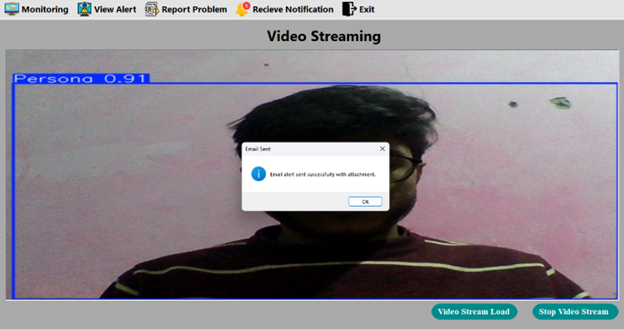 Monitoring View Alert Report Problem Recieve Notification Exit
Video Streaming
Persona 0.91
Email Sent
Email alert sent successfully with attachment.
OK
Video Stream Load Stop Video Stream